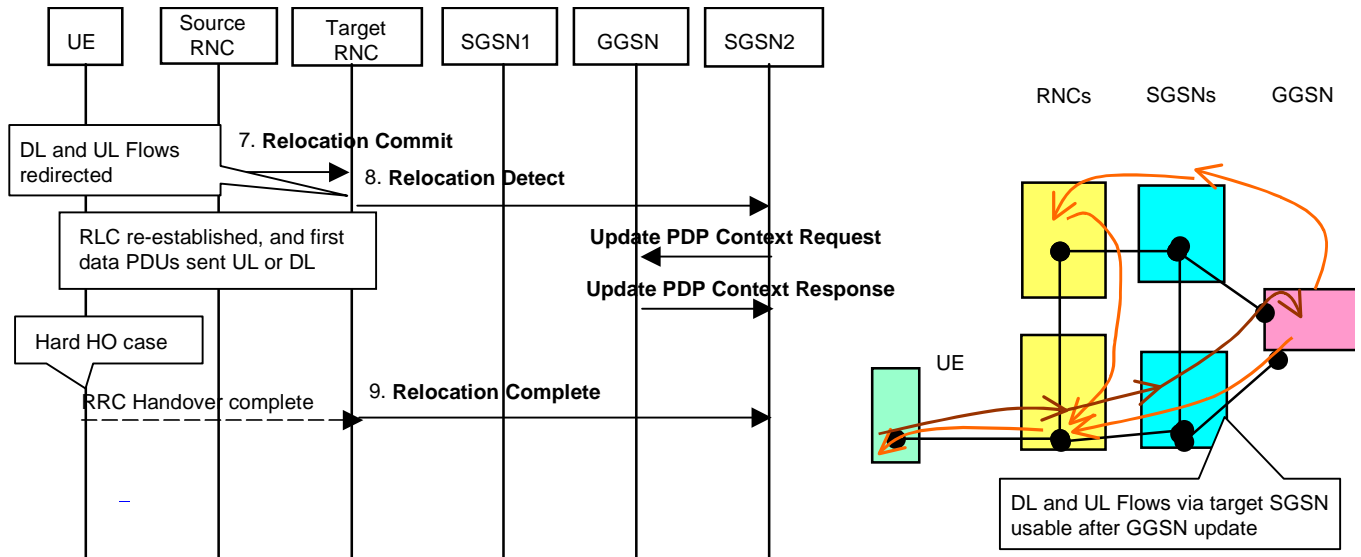 UE
Source
RNC
Target
RNC
SGSN1
GGSN
SGSN2
7. Relocation Commit
DL and UL Flows
redirected
8. Relocation Detect
RLC re-established, and first
data PDUs sent UL or DL
Update PDP Context Request
Update PDP Context Response
Hard HO case
RRC Handover complete
9. Relocation Complete
RNCs
SGSNs
GGSN
UE
DL and UL Flows via target SGSN
usable after GGSN update